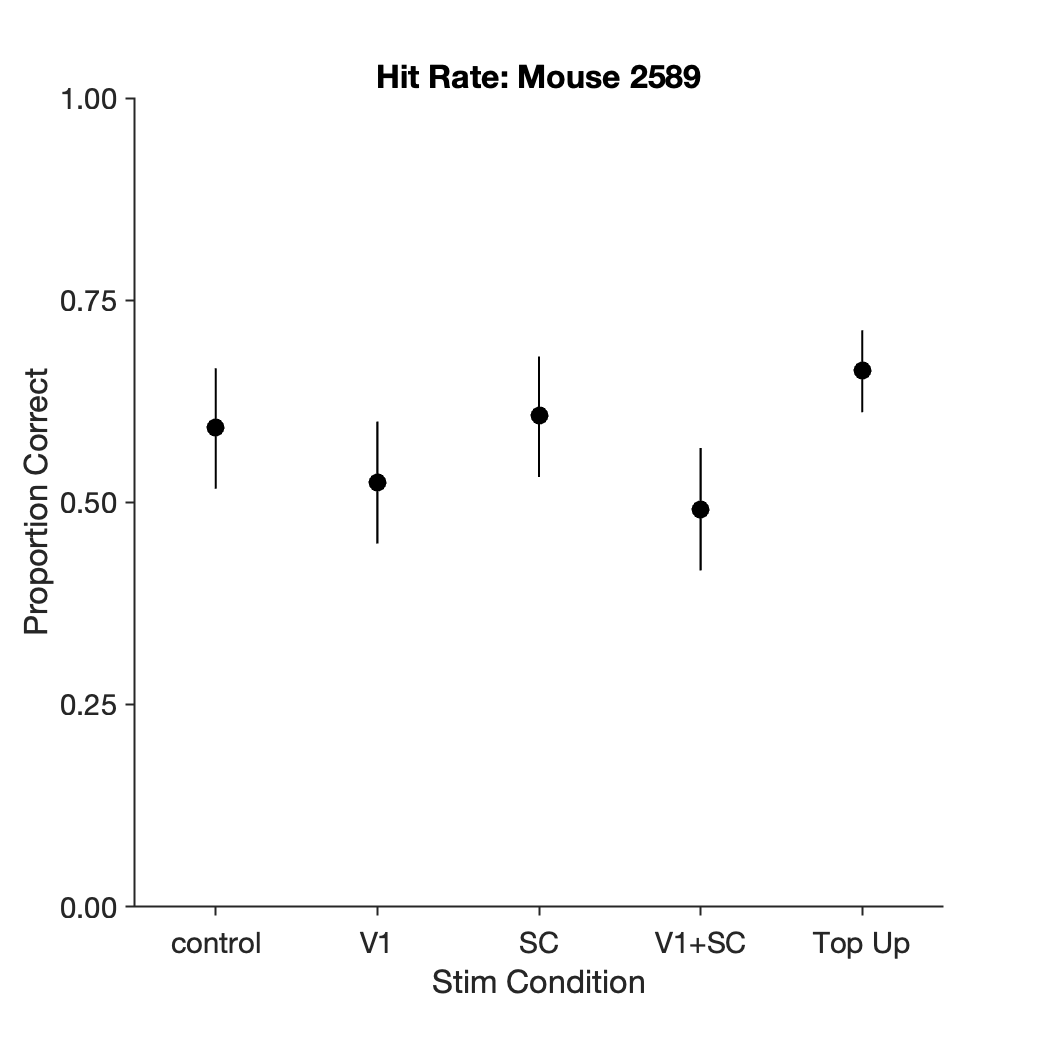 Hit Rate: Mouse 2589
1.00
0.75
0.50
0.25
0.00
Proportion Correct
control V1 SC V1+SC Top Up
Stim Condition